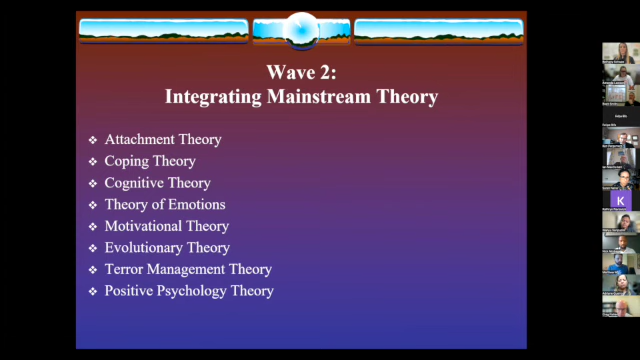 Wave 2:
Integrating Mainstream Theory
Attachment Theory
Coping Theory
Cognitive Theory
Theory of Emotions
Motivational Theory
Evolutionary Theory
Terror Management Theory
Positive Psychology Theory
K